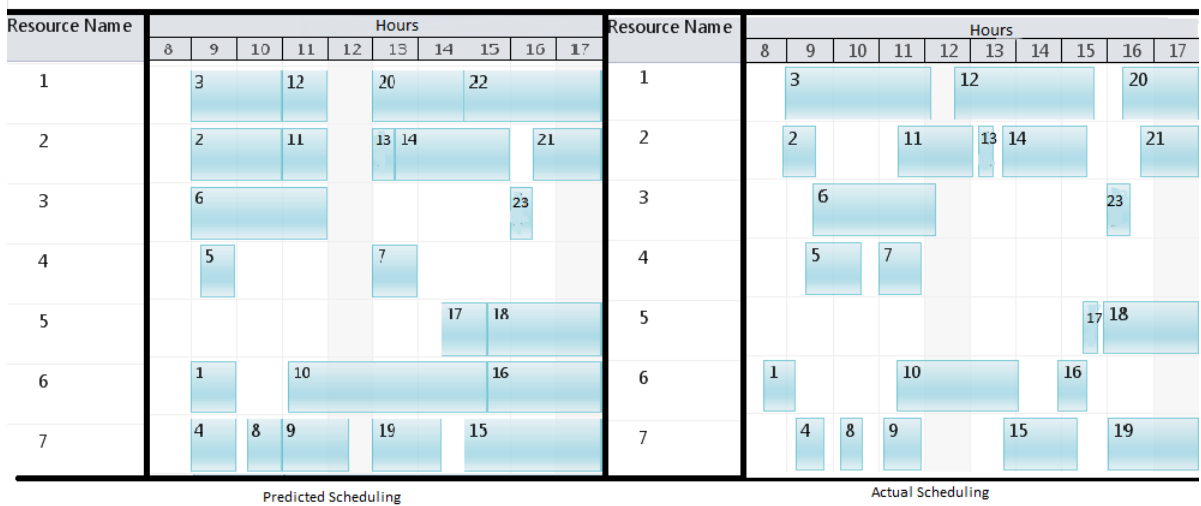 Resource Name Hours Resource Name Hours
8 9 10 11 12 13 14 15 16 17 8 9 10 11 12 13 14 15 16 17
1 3 12 20 22 1 3 12 20
2 2 11 13 14 21 2 2 11 13 14 21
3 6 23 3 6 23
4 5 7 4 5 7
5 17 18 5 17 18
6 1 10 16 6 1 10 16
7 4 8 9 19 15 7 4 8 9 15 19
Predicted Scheduling Actual Scheduling